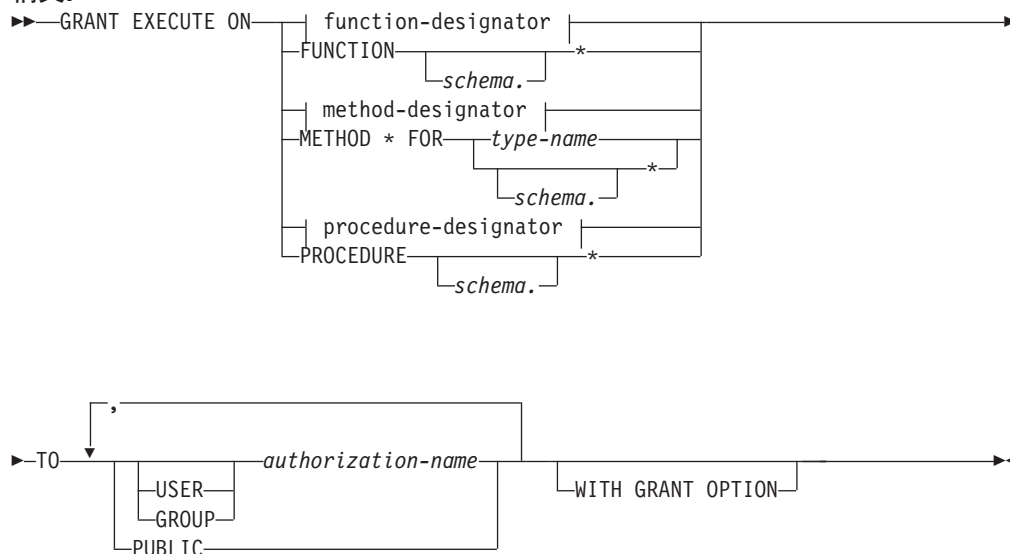 GRANT EXECUTE ON function-designator
FUNCTION *
schema.
method-designator
METHOD * FOR type-name
*
schema.
procedure-designator
PROCEDURE *
schema.
,
TO authorization-name
USER WITH GRANT OPTION
GROUP
PUBLIC